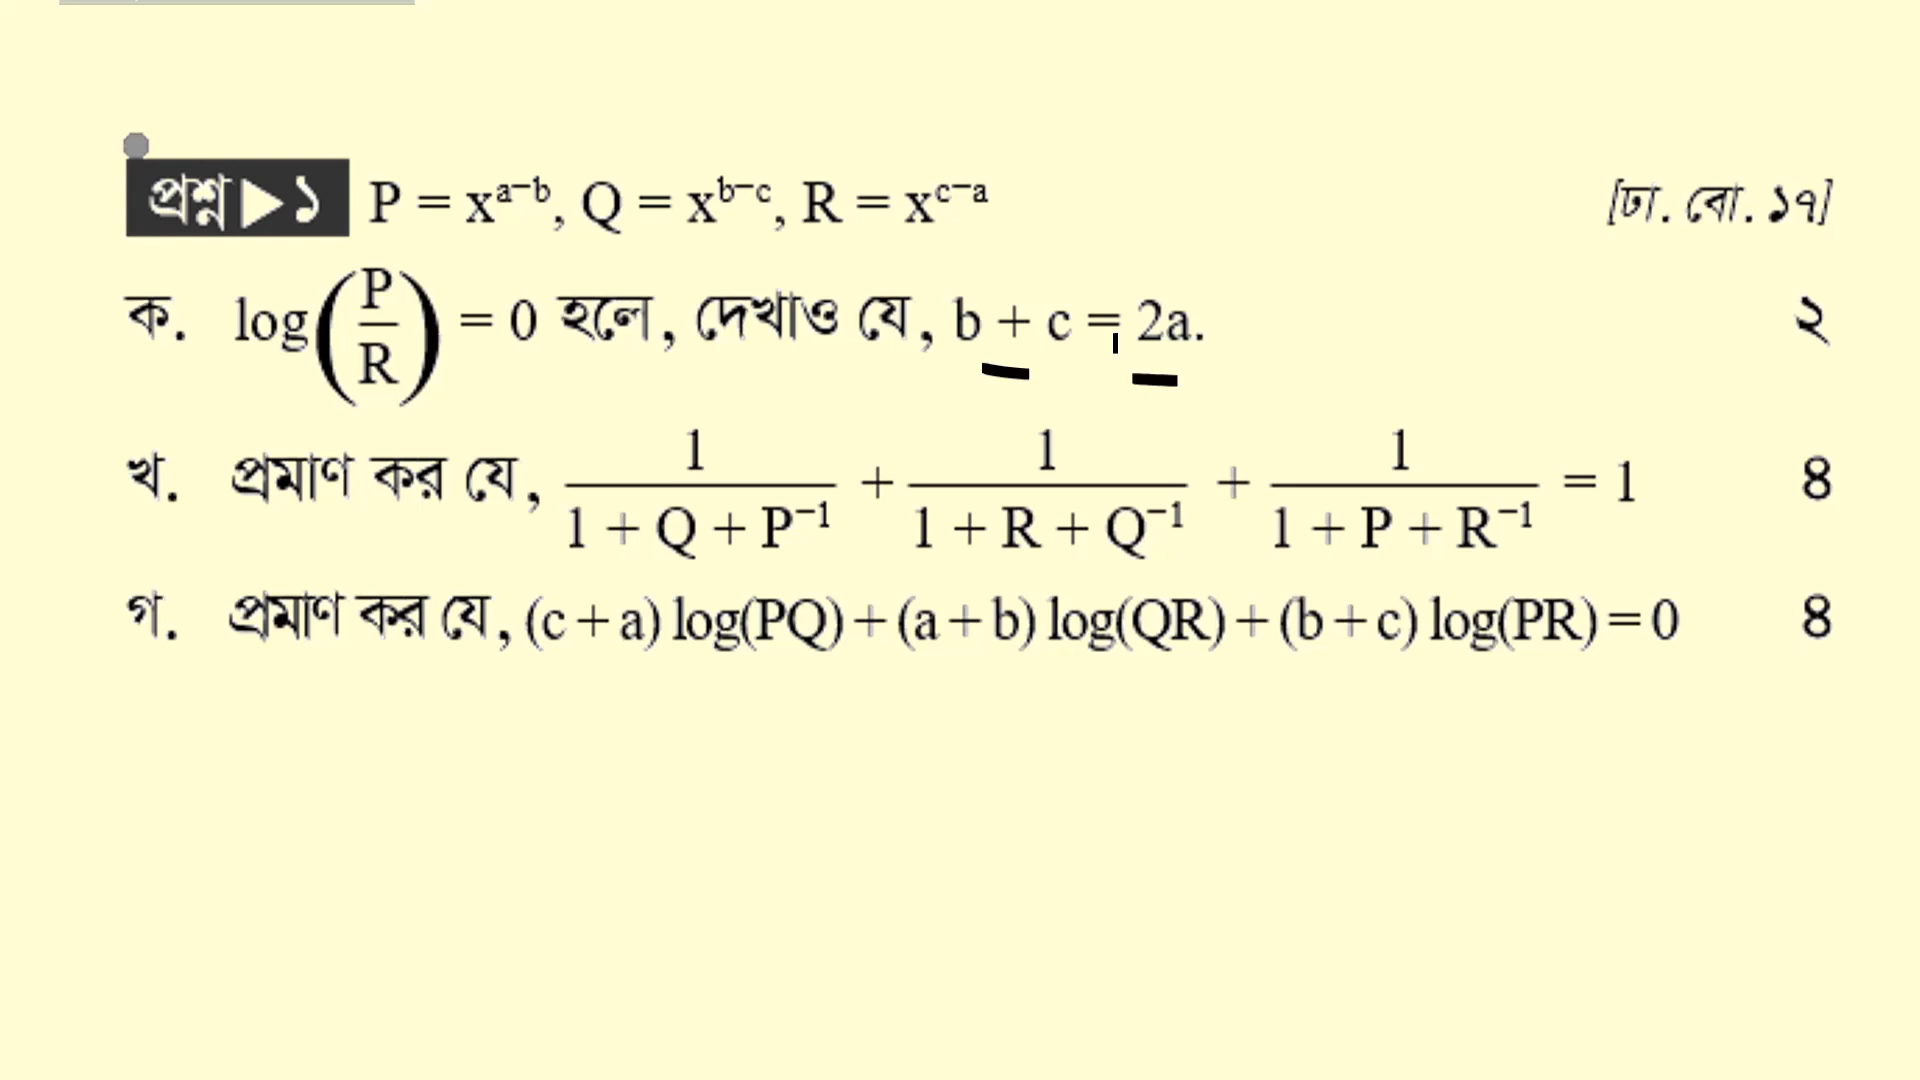 প্রশ্ন▶১ P = x^{a−b}, Q = x^{b−c}, R = x^{c−a} [ঢা. বো. ১৭]
ক. log(P/R) = 0 হলে, দেখাও যে, b + c = 2a. ২
খ. প্রমাণ কর যে, 1/(1 + Q + P^{−1}) + 1/(1 + R + Q^{−1}) + 1/(1 + P + R^{−1}) = 1 ৪
গ. প্রমাণ কর যে, (c + a) log(PQ) + (a + b) log(QR) + (b + c) log(PR) = 0 ৪